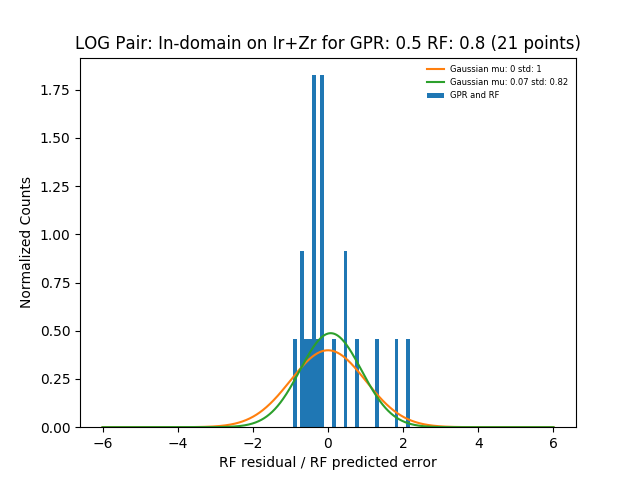 LOG Pair: In-domain on Ir+Zr for GPR: 0.5 RF: 0.8 (21 points)
Gaussian mu: 0 std: 1
Gaussian mu: 0.07 std: 0.82
GPR and RF
Normalized Counts
1.75
1.50
1.25
1.00
0.75
0.50
0.25
0.00
−6 −4 −2 0 2 4 6
RF residual / RF predicted error